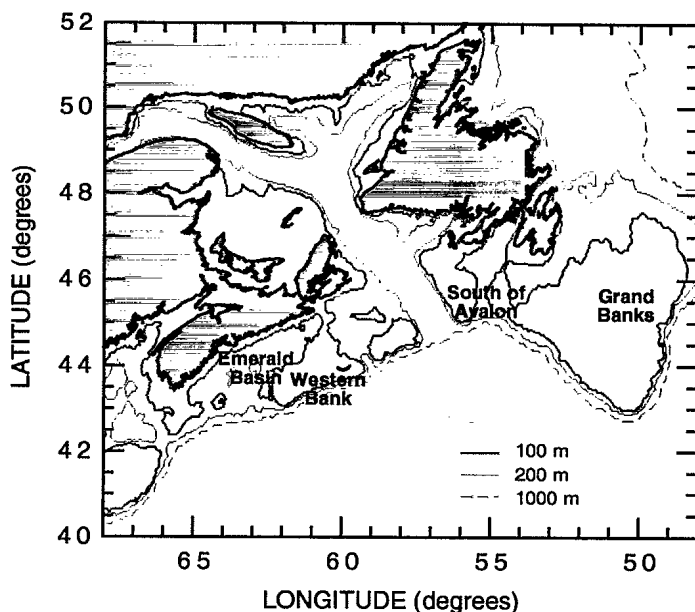 52
50
48
46
44
42
40
LATITUDE (degrees)
South of
Avalon
Grand
Banks
Emerald
Basin
Western
Bank
100 m
200 m
1000 m
65
60
55
50
LONGITUDE (degrees)